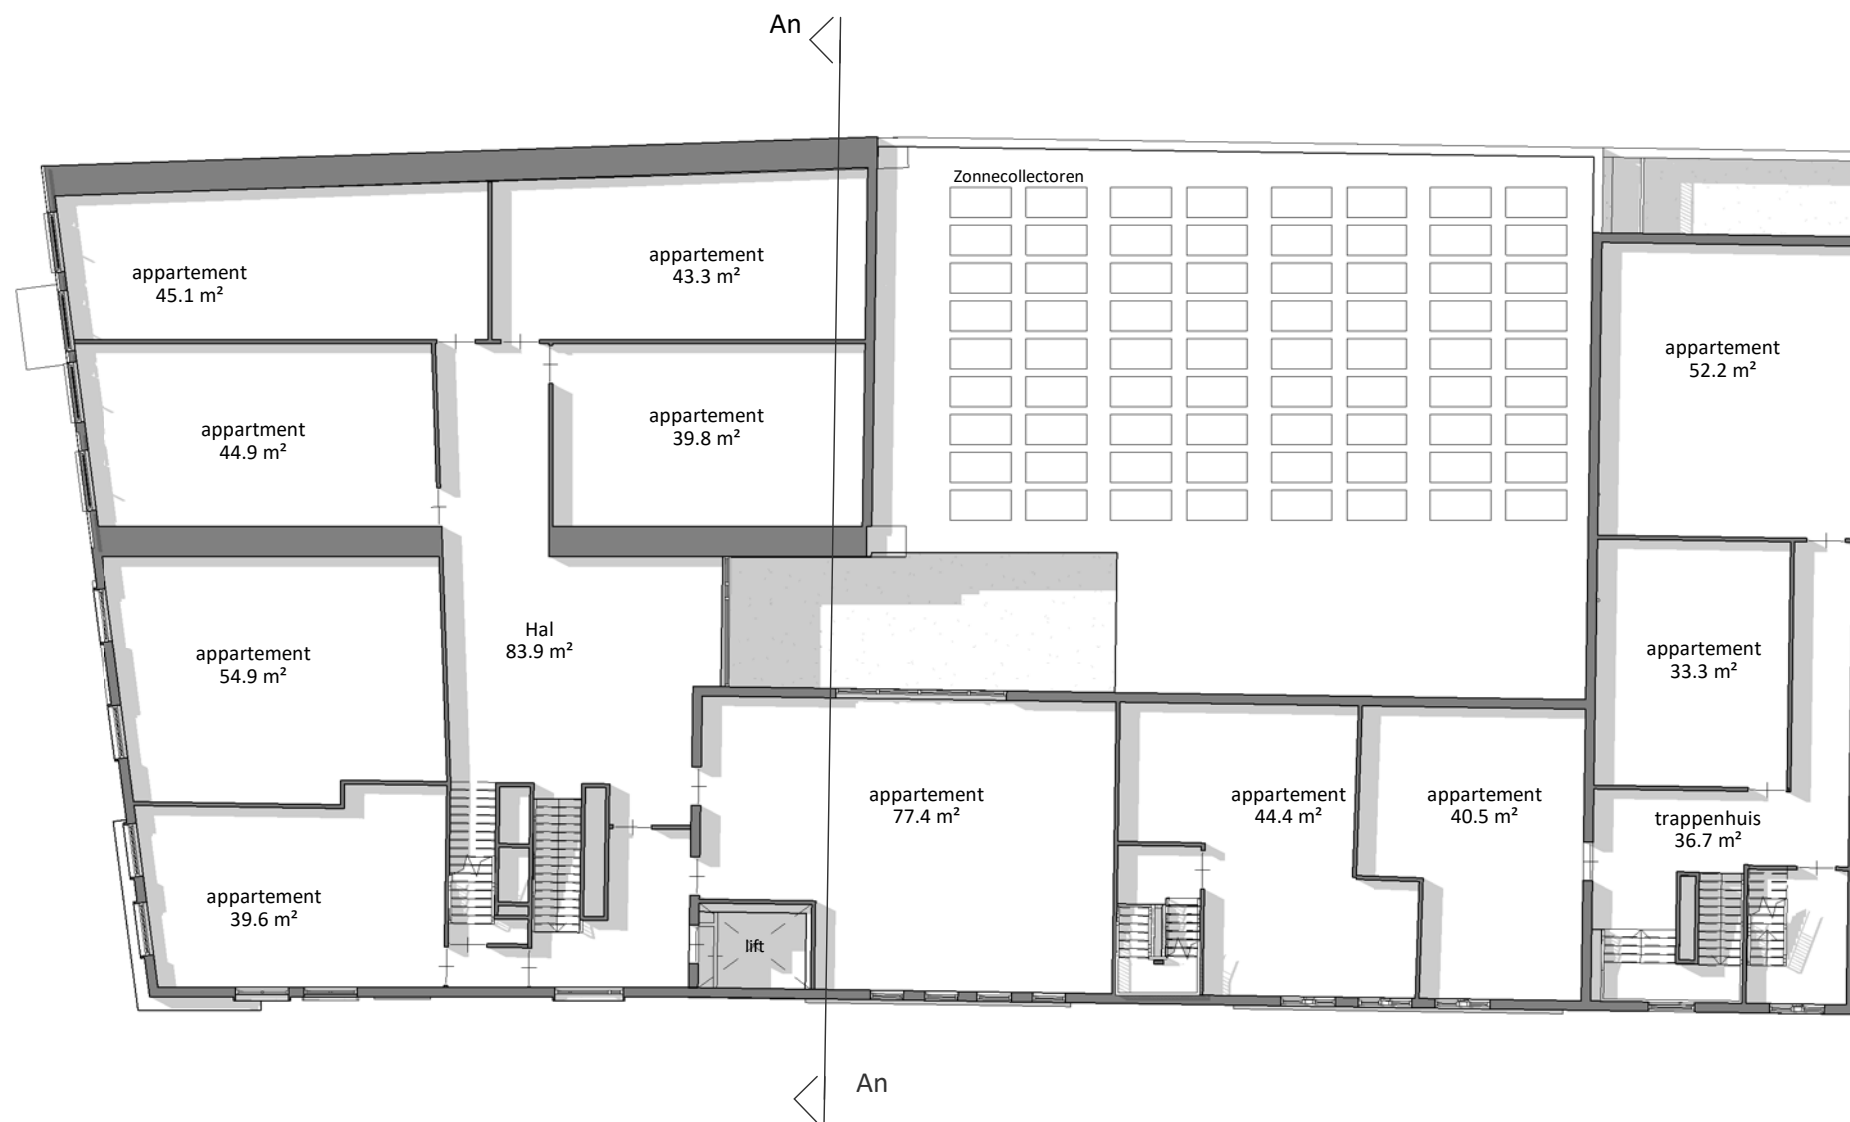 An
Zonnecollectoren
appartement
45.1 m²
appartement
43.3 m²
appartement
52.2 m²
appartment
44.9 m²
appartement
39.8 m²
Hal
83.9 m²
appartement
54.9 m²
appartement
33.3 m²
appartement
77.4 m²
appartement
44.4 m²
appartement
40.5 m²
trappenhuis
36.7 m²
appartement
39.6 m²
lift
An